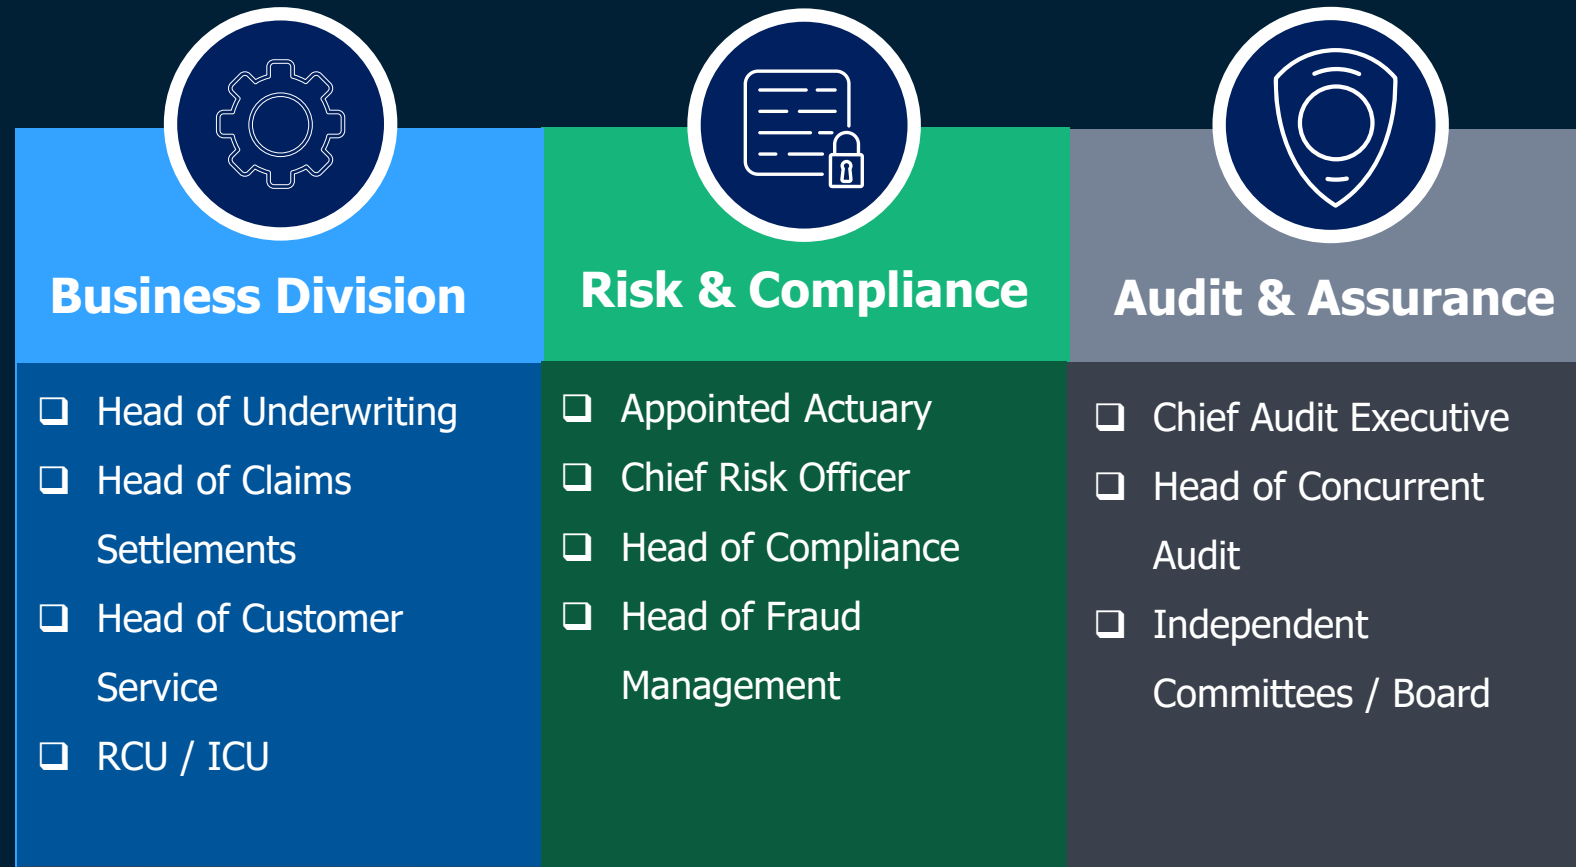 Business Division
❑ Head of Underwriting
❑ Head of Claims
Settlements
❑ Head of Customer
Service
❑ RCU / ICU
Risk & Compliance
❑ Appointed Actuary
❑ Chief Risk Officer
❑ Head of Compliance
❑ Head of Fraud
Management
Audit & Assurance
❑ Chief Audit Executive
❑ Head of Concurrent
Audit
❑ Independent
Committees / Board